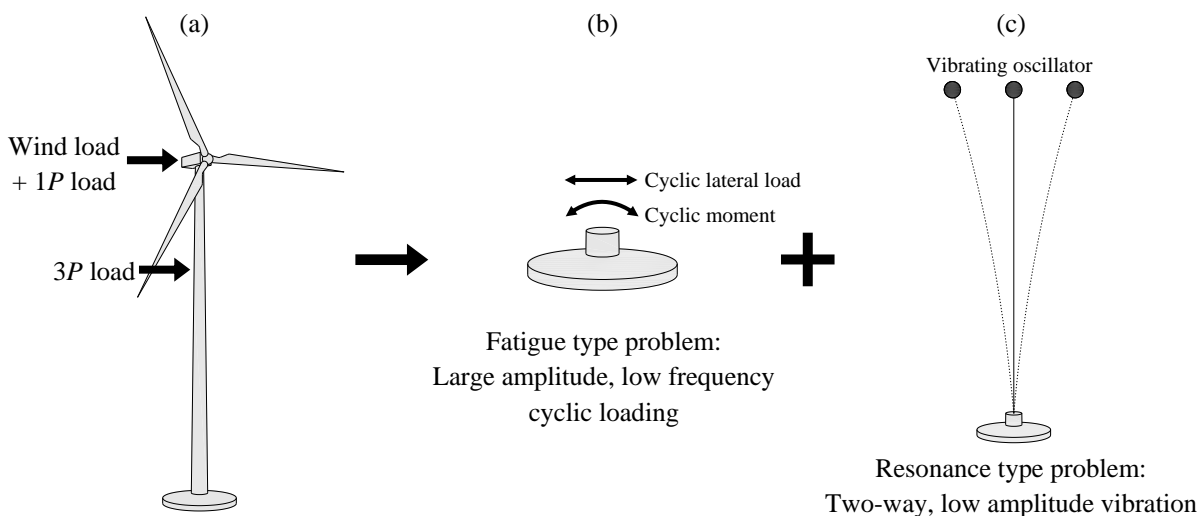 (a)
Wind load
+ 1P load
3P load
(b)
Cyclic lateral load
Cyclic moment
Fatigue type problem:
Large amplitude, low frequency
cyclic loading
(c)
Vibrating oscillator
Resonance type problem:
Two-way, low amplitude vibration